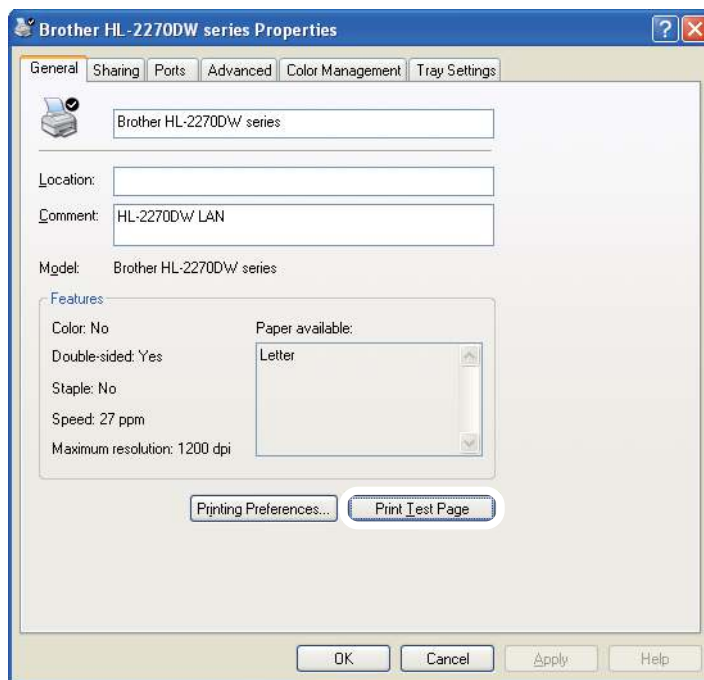 Brother HL-2270DW series Properties
General Sharing Ports Advanced Color Management Tray Settings
Brother HL-2270DW series
Location:
Comment: HL-2270DW LAN
Model: Brother HL-2270DW series
Features
Color: No Paper available:
Double-sided: Yes Letter
Staple: No
Speed: 27 ppm
Maximum resolution: 1200 dpi
Printing Preferences... Print Test Page
OK Cancel Apply Help